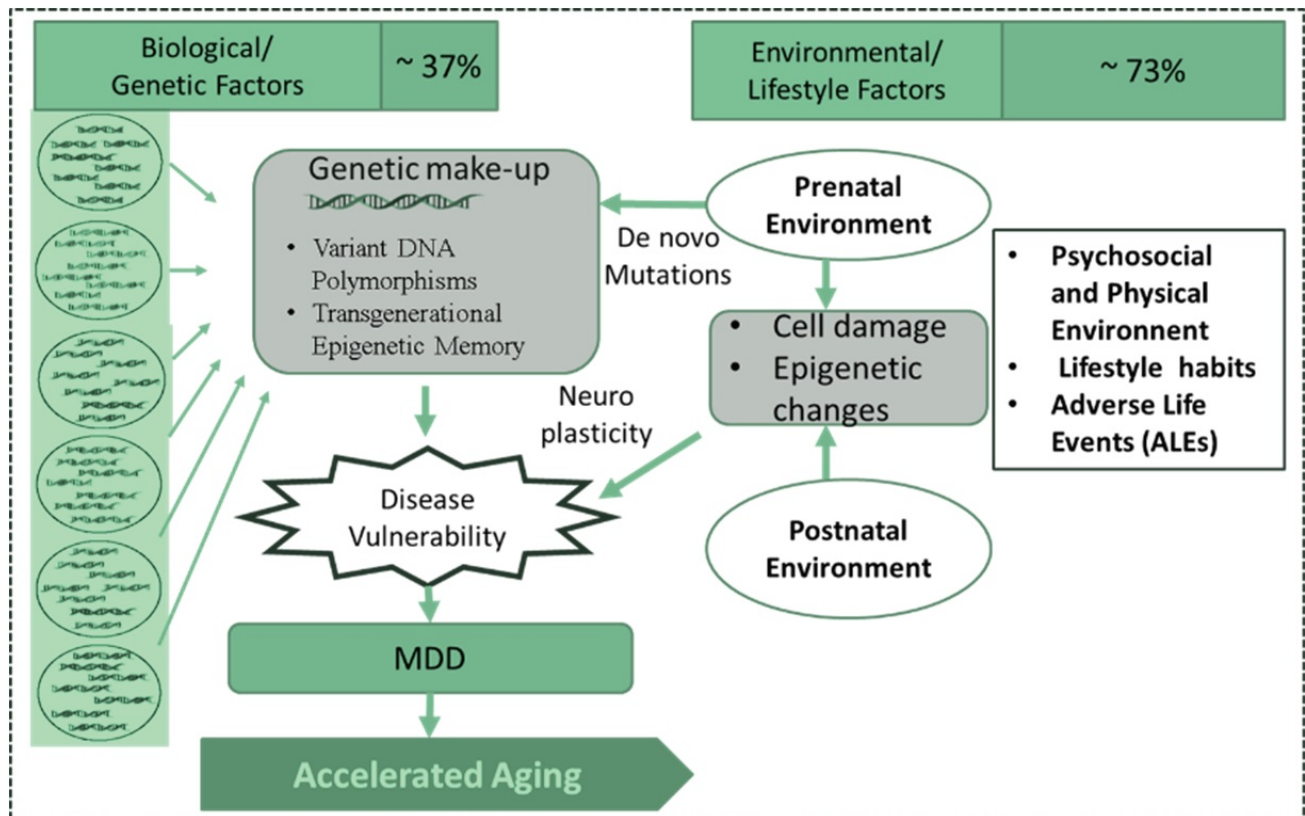 Biological/
Genetic Factors
~ 37%
Environmental/
Lifestyle Factors
~ 73%
Genetic make-up
• Variant DNA
Polymorphisms
• Transgenerational
Epigenetic Memory
De novo
Mutations
Prenatal
Environment
• Psychosocial
and Physical
Environnent
• Lifestyle habits
• Adverse Life
Events (ALEs)
• Cell damage
• Epigenetic
changes
Neuro
plasticity
Disease
Vulnerability
Postnatal
Environment
MDD
Accelerated Aging